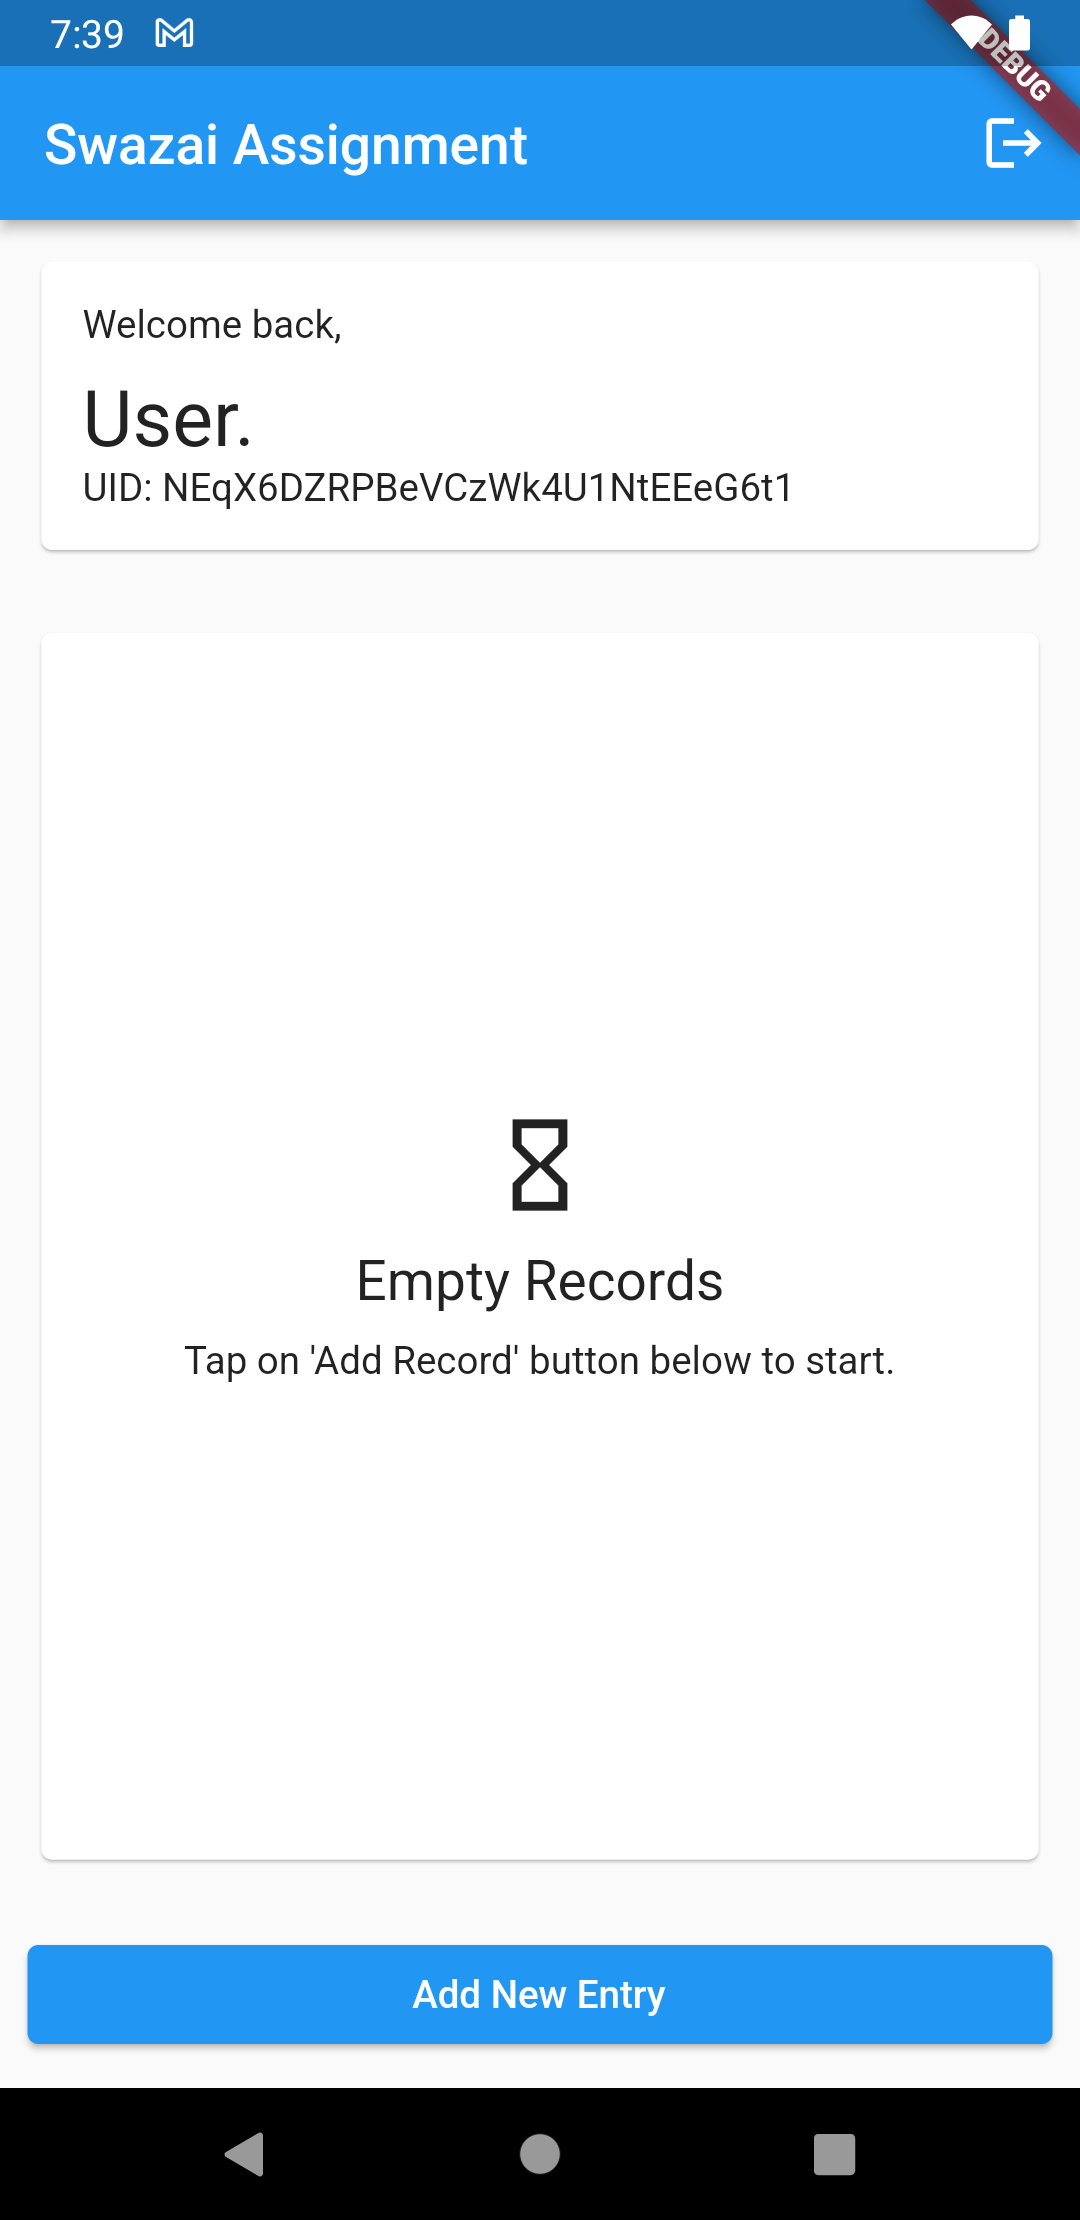 7:39
DEBUG
Swazai Assignment
Welcome back,
User.
UID: NEqX6DZRPBeVCzWk4U1NtEEeG6t1
Empty Records
Tap on 'Add Record' button below to start.
Add New Entry